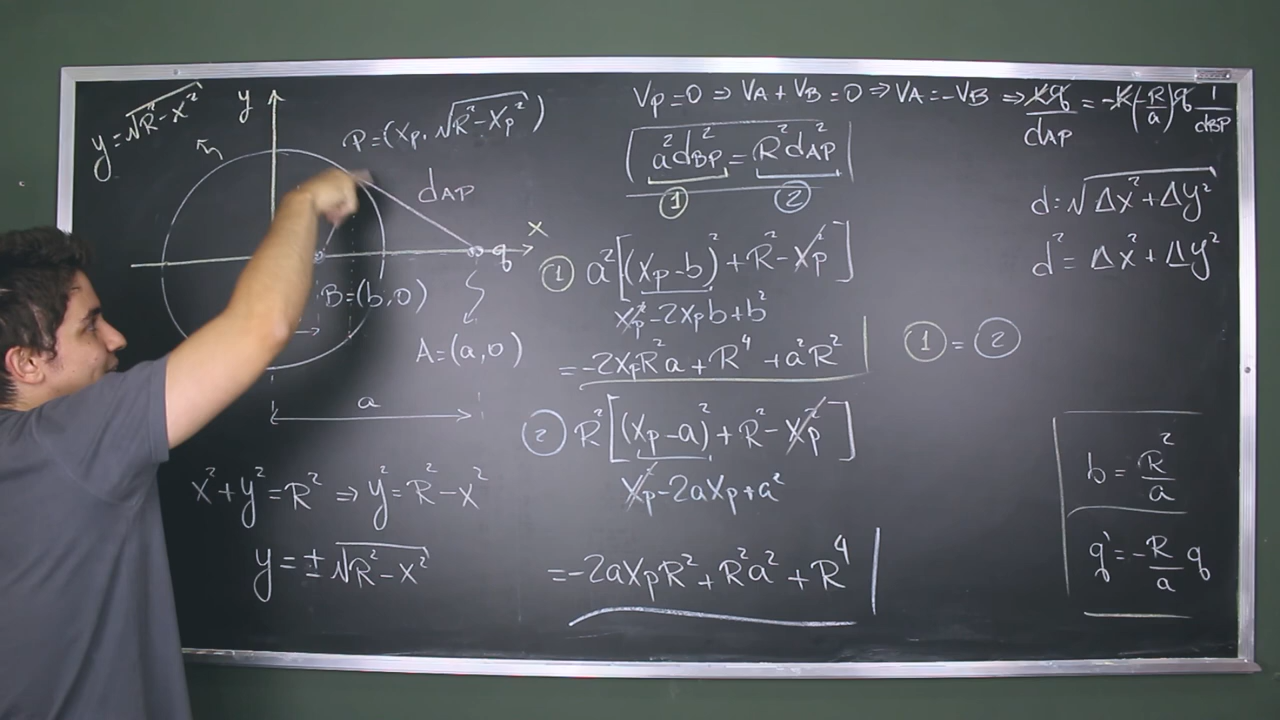 y=√R²-x²
y
P=(xp, √R²-xp²)
dAP
x
q
B=(b,0)
A=(a,0)
a
x²+y²=R² ⇒ y²=R²-x²
y=±√R²-x²
Vp=0 ⇒ VA+VB=0 ⇒ VA=-VB ⇒ kq/dAP = -k(-R/a)q 1/dBP
a²dBP²=R²dAP²
① ②
① a²[(xp-b)²+R²-xp²]
xp²-2xpb+b²
=-2xpR²a+R⁴+a²R²
② R²[(xp-a)²+R²-xp²]
xp²-2axp+a²
=-2axpR²+R²a²+R⁴
d=√Δx²+Δy²
d²=Δx²+Δy²
①=②
b=R²/a
q'=-R/a q